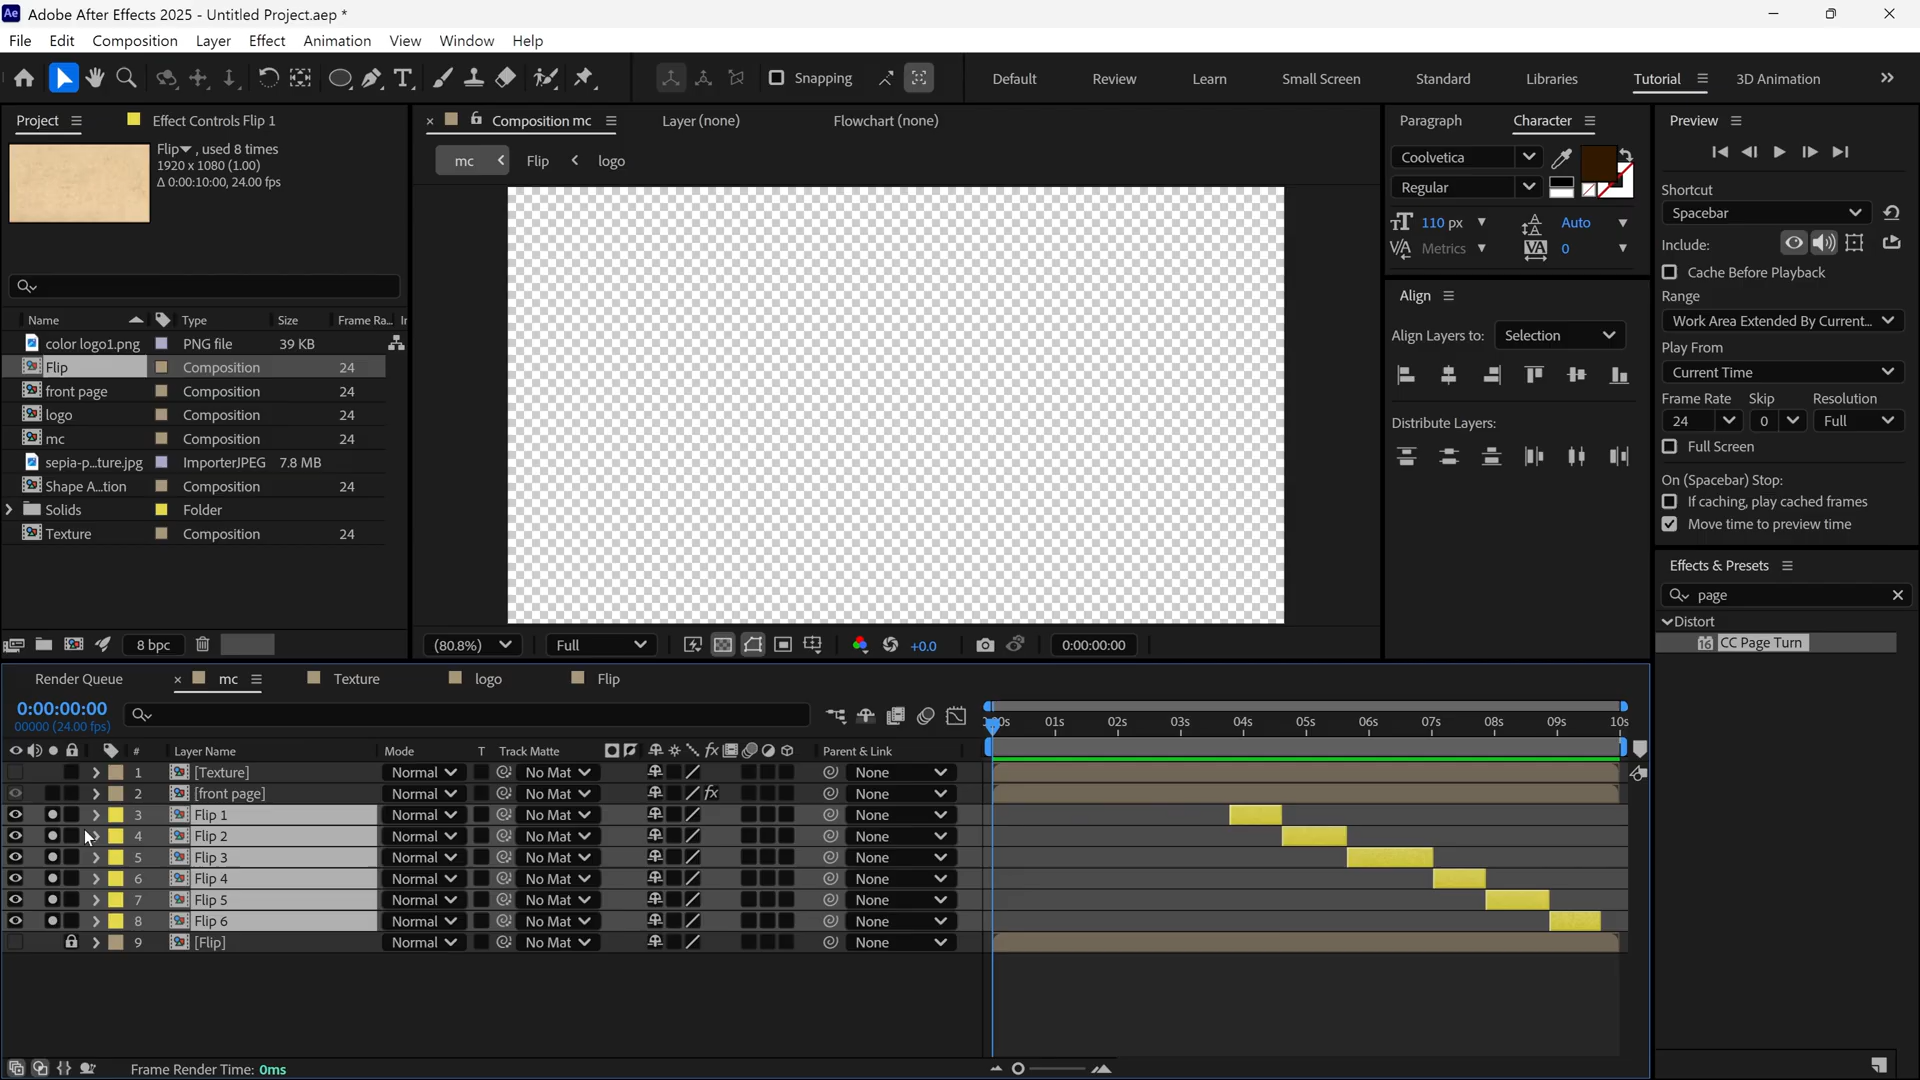 Adobe After Effects 2025 - Untitled Project.aep *
File Edit Composition Layer Effect Animation View Window Help
Snapping
Default Review Learn Small Screen Standard Libraries Tutorial 3D Animation
Project Effect Controls Flip 1
Flip , used 8 times
1920 x 1080 (1.00)
Δ 0:00:10:00, 24.00 fps
Name Type Size Frame Ra...
color logo1.png PNG file 39 KB
Flip Composition 24
front page Composition 24
logo Composition 24
mc Composition 24
sepia-p...ture.jpg ImporterJPEG 7.8 MB
Shape A...tion Composition 24
Solids Folder
Texture Composition 24
8 bpc
Composition mc Layer (none) Flowchart (none)
mc Flip logo
(80.8%) Full +0.0 0:00:00:00
Paragraph Character
Coolvetica
Regular
110 px Auto
Metrics 0
Align
Align Layers to: Selection
Distribute Layers:
Preview
Shortcut
Spacebar
Include:
Cache Before Playback
Range
Work Area Extended By Current...
Play From
Current Time
Frame Rate Skip Resolution
24 0 Full
Full Screen
On (Spacebar) Stop:
If caching, play cached frames
Move time to preview time
Effects & Presets
page
Distort
CC Page Turn
Render Queue mc Texture logo Flip
0:00:00:00
00000 (24.00 fps)
# Layer Name Mode T Track Matte fx Parent & Link
01s 02s 03s 04s 05s 06s 07s 08s 09s 10s
1 [Texture] Normal No Mat None
2 [front page] Normal No Mat fx None
3 Flip 1 Normal No Mat None
4 Flip 2 Normal No Mat None
5 Flip 3 Normal No Mat None
6 Flip 4 Normal No Mat None
7 Flip 5 Normal No Mat None
8 Flip 6 Normal No Mat None
9 [Flip] Normal No Mat None
Frame Render Time: 0ms